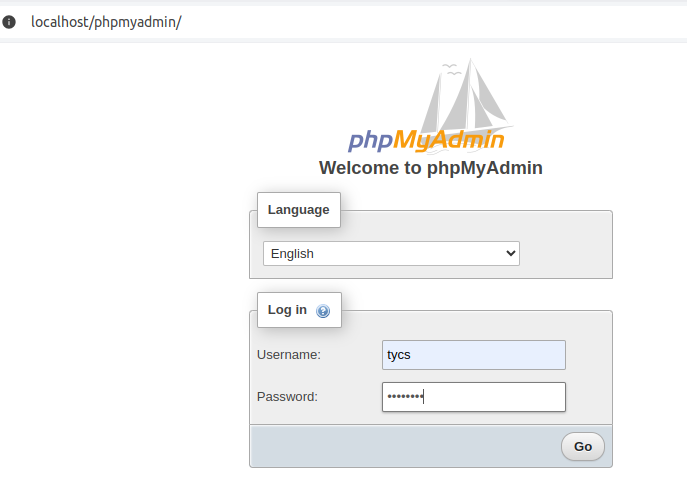 localhost/phpmyadmin/
phpMyAdmin
Welcome to phpMyAdmin
Language
English
Log in
Username:
tycs
Password:
••••••••
Go